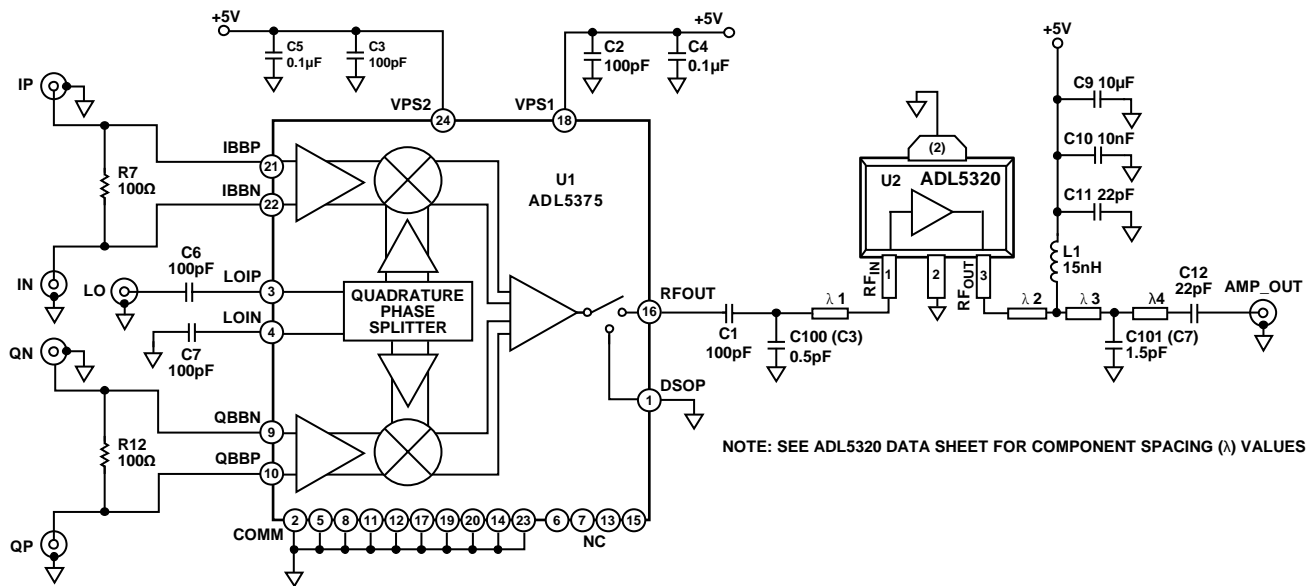 +5V
C5
0.1µF
C3
100pF
C2
100pF
C4
0.1µF
+5V
+5V
IP
VPS2
24
VPS1
18
C9 10µF
C10 10nF
C11 22pF
IBBP
21
IBBN
22
R7
100Ω
U1
ADL5375
(2)
U2 ADL5320
L1
15nH
IN
LO
C6
100pF
LOIP
3
LOIN
4
C7
100pF
QUADRATURE
PHASE
SPLITTER
RFOUT
16
RFIN
1
2
RFOUT
3
C1
100pF
λ 1
C100 (C3)
0.5pF
λ 2
λ 3
λ4
C12
22pF
AMP_OUT
C101 (C7)
1.5pF
QN
QBBN
9
QBBP
10
R12
100Ω
DSOP
1
NOTE: SEE ADL5320 DATA SHEET FOR COMPONENT SPACING (λ) VALUES
QP
COMM
2 5 8 11 12 17 19 20 14 23 6 7 13 15
NC